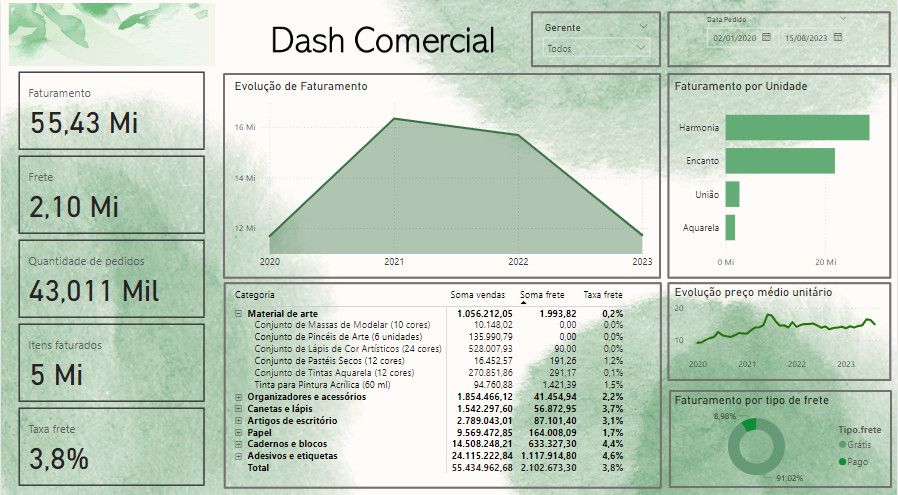 Dash Comercial
Gerente
Todos
Data Pedido
02/01/2020 15/08/2023
Faturamento
55,43 Mi
Frete
2,10 Mi
Quantidade de pedidos
43,011 Mil
Itens faturados
5 Mi
Taxa frete
3,8%
Evolução de Faturamento
16 Mi
14 Mi
12 Mi
2020 2021 2022 2023
Faturamento por Unidade
Harmonia
Encanto
União
Aquarela
0 Mi 20 Mi
Categoria Soma vendas Soma frete Taxa frete
Material de arte 1.056.212,05 1.993,82 0,2%
Conjunto de Massas de Modelar (10 cores) 10.148,02 0,00 0,0%
Conjunto de Pincéis de Arte (6 unidades) 135.990,79 0,00 0,0%
Conjunto de Lápis de Cor Artísticos (24 cores) 528.007,93 90,00 0,0%
Conjunto de Pastéis Secos (12 cores) 16.452,57 191,26 1,2%
Conjunto de Tintas Aquarela (12 cores) 270.851,86 291,17 0,1%
Tinta para Pintura Acrílica (60 ml) 94.760,88 1.421,39 1,5%
Organizadores e acessórios 1.854.466,12 41.454,94 2,2%
Canetas e lápis 1.542.297,60 56.872,95 3,7%
Artigos de escritório 2.789.043,01 87.101,40 3,1%
Papel 9.569.472,85 164.008,09 1,7%
Cadernos e blocos 14.508.248,21 633.327,30 4,4%
Adesivos e etiquetas 24.115.222,84 1.117.914,80 4,6%
Total 55.434.962,68 2.102.673,30 3,8%
Evolução preço médio unitário
20
10
2020 2021 2022 2023
Faturamento por tipo de frete
8,98%
91,02%
Tipo.frete
Grátis
Pago